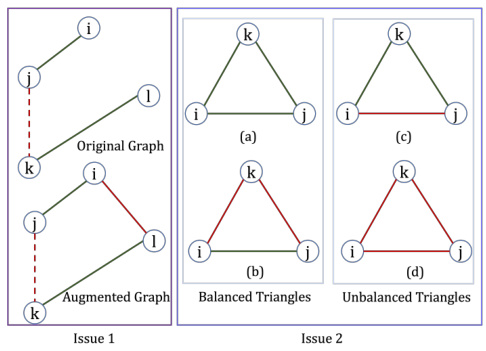 i
j
l
k
Original Graph
i
j
l
k
Augmented Graph
Issue 1
k
i
j
(a)
k
i
j
(b)
Balanced Triangles
k
i
j
(c)
k
i
j
(d)
Unbalanced Triangles
Issue 2